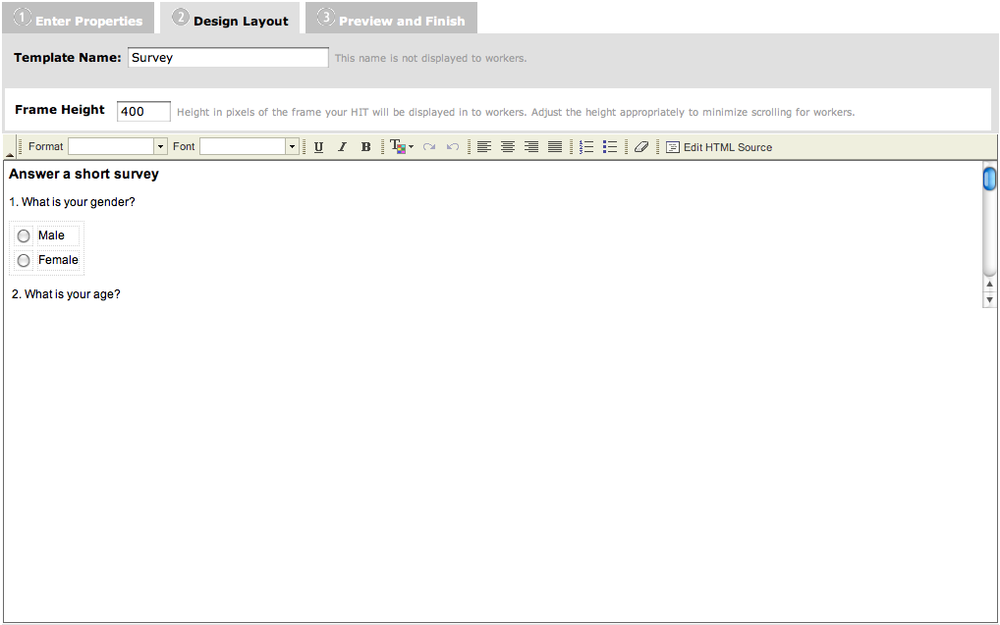 1 Enter Properties 2 Design Layout 3 Preview and Finish
Template Name: Survey This name is not displayed to workers.
Frame Height 400 Height in pixels of the frame your HIT will be displayed in to workers. Adjust the height appropriately to minimize scrolling for workers.
Format Font U I B T Edit HTML Source
Answer a short survey
1. What is your gender?
Male
Female
2. What is your age?